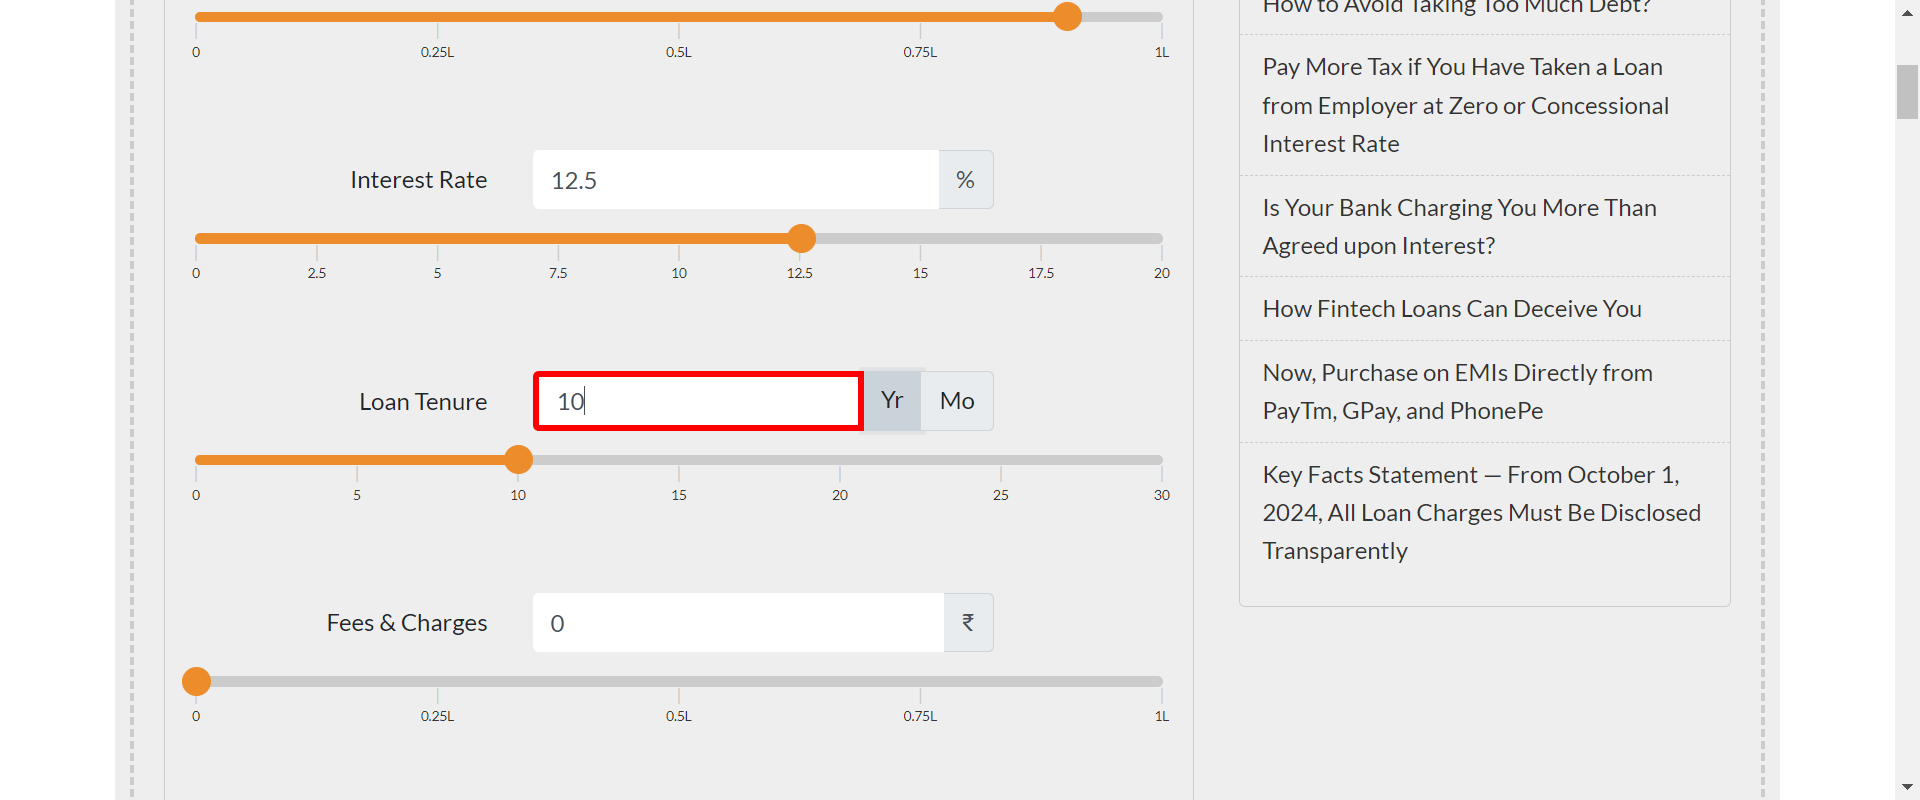 0 0.25L 0.5L 0.75L 1L
Interest Rate 12.5 %
0 2.5 5 7.5 10 12.5 15 17.5 20
Loan Tenure 10 Yr Mo
0 5 10 15 20 25 30
Fees & Charges 0 ₹
0 0.25L 0.5L 0.75L 1L
How to Avoid Taking Too Much Debt?
Pay More Tax if You Have Taken a Loan
from Employer at Zero or Concessional
Interest Rate
Is Your Bank Charging You More Than
Agreed upon Interest?
How Fintech Loans Can Deceive You
Now, Purchase on EMIs Directly from
PayTm, GPay, and PhonePe
Key Facts Statement — From October 1,
2024, All Loan Charges Must Be Disclosed
Transparently